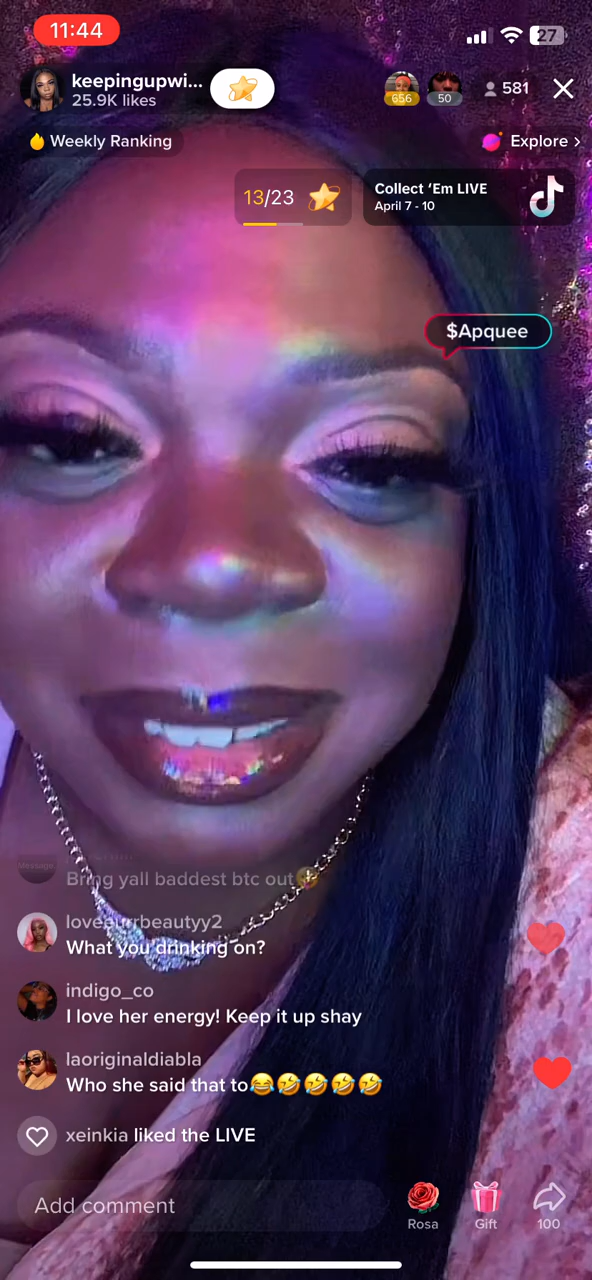 11:44
27
keepingupwi...
25.9K likes
656
50
581
Weekly Ranking
Explore >
13/23
Collect ‘Em LIVE
April 7 - 10
$Apquee
Bring yall baddest btc out😩
loveeurrbeautyy2
What you drinking on?
indigo_co
I love her energy! Keep it up shay
laoriginaldiabla
Who she said that to😂🤣🤣🤣🤣
xeinkia liked the LIVE
Add comment
Rosa
Gift
100